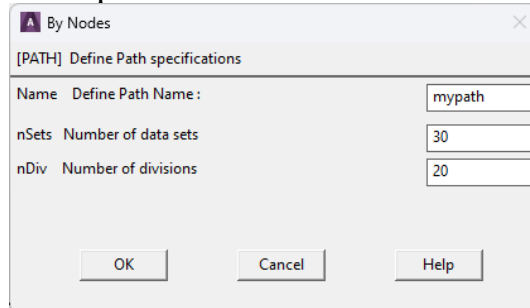 By Nodes
[PATH] Define Path specifications
Name Define Path Name :
mypath
nSets Number of data sets
30
nDiv Number of divisions
20
OK Cancel Help